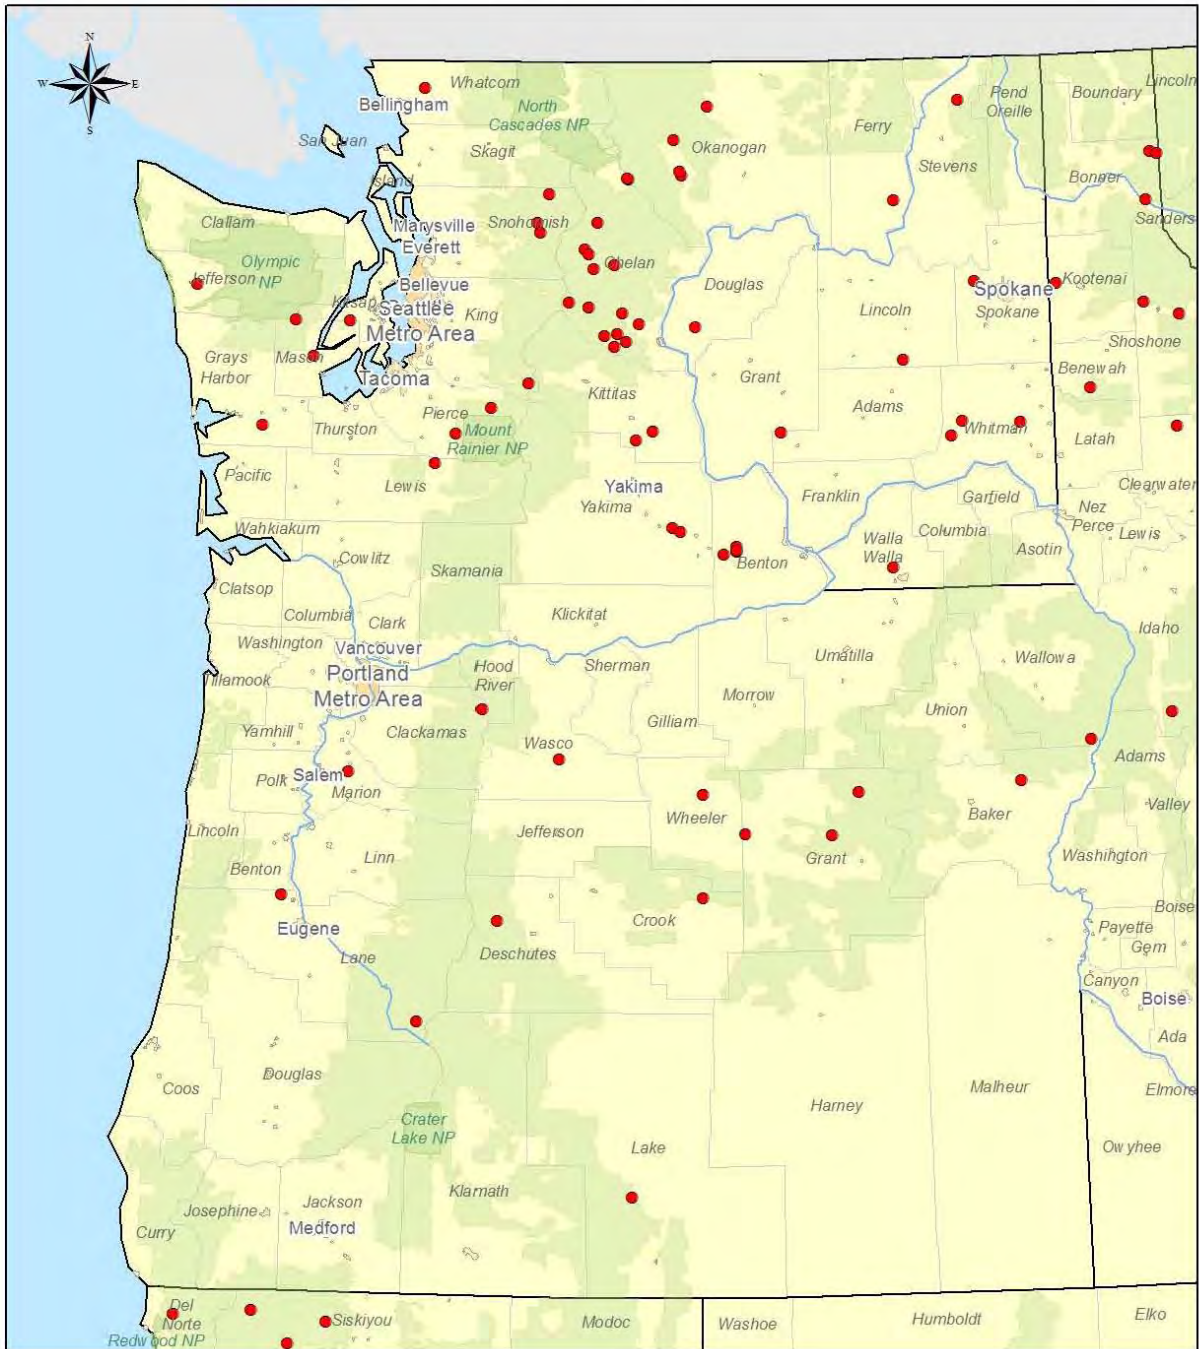 N
W E
S
Whatcom
Bellingham
North
Cascades NP
San Juan
Skagit
Okanogan
Ferry
Pend
Oreille
Stevens
Boundary
Lincoln
Bonner
Sanders
Island
Clallam
Snohomish
Marysville
Everett
Olympic
NP
Jefferson
Chelan
Bellevue
Kitsap
Seattle
Metro Area
King
Douglas
Lincoln
Spokane
Spokane
Kootenai
Shoshone
Grays
Harbor
Mason
Tacoma
Kittitas
Grant
Adams
Benewah
Pierce
Mount
Rainier NP
Thurston
Whitman
Latah
Pacific
Lewis
Yakima
Yakima
Franklin
Garfield
Clearwater
Nez
Perce
Lewis
Wahkiakum
Cowlitz
Skamania
Benton
Walla
Walla
Columbia
Asotin
Clatsop
Columbia
Clark
Klickitat
Idaho
Washington
Vancouver
Portland
Metro Area
Hood
River
Sherman
Umatilla
Wallowa
Tillamook
Morrow
Gilliam
Union
Yamhill
Clackamas
Wasco
Adams
Polk
Salem
Marion
Valley
Lincoln
Jefferson
Wheeler
Baker
Benton
Linn
Grant
Washington
Boise
Crook
Payette
Gem
Eugene
Lane
Deschutes
Canyon
Boise
Ada
Coos
Douglas
Malheur
Elmore
Harney
Crater
Lake NP
Lake
Owyhee
Klamath
Josephine
Jackson
Medford
Curry
Del
Norte
Siskiyou
Modoc
Washoe
Humboldt
Elko
Redwood NP